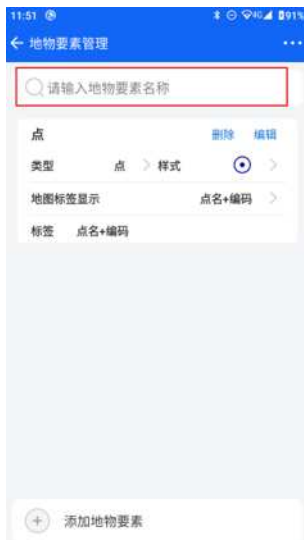 11:51 4G 91%
地物要素管理
请输入地物要素名称
点 删除 编辑
类型 点 样式
地图标签显示 点名+编码
标签 点名+编码
添加地物要素